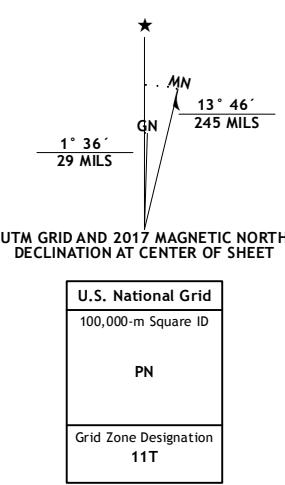 ★
MN
13° 46´
245 MILS
GN
1° 36´
29 MILS
UTM GRID AND 2017 MAGNETIC NORTH
DECLINATION AT CENTER OF SHEET
U.S. National Grid
100,000-m Square ID
PN
Grid Zone Designation
11T